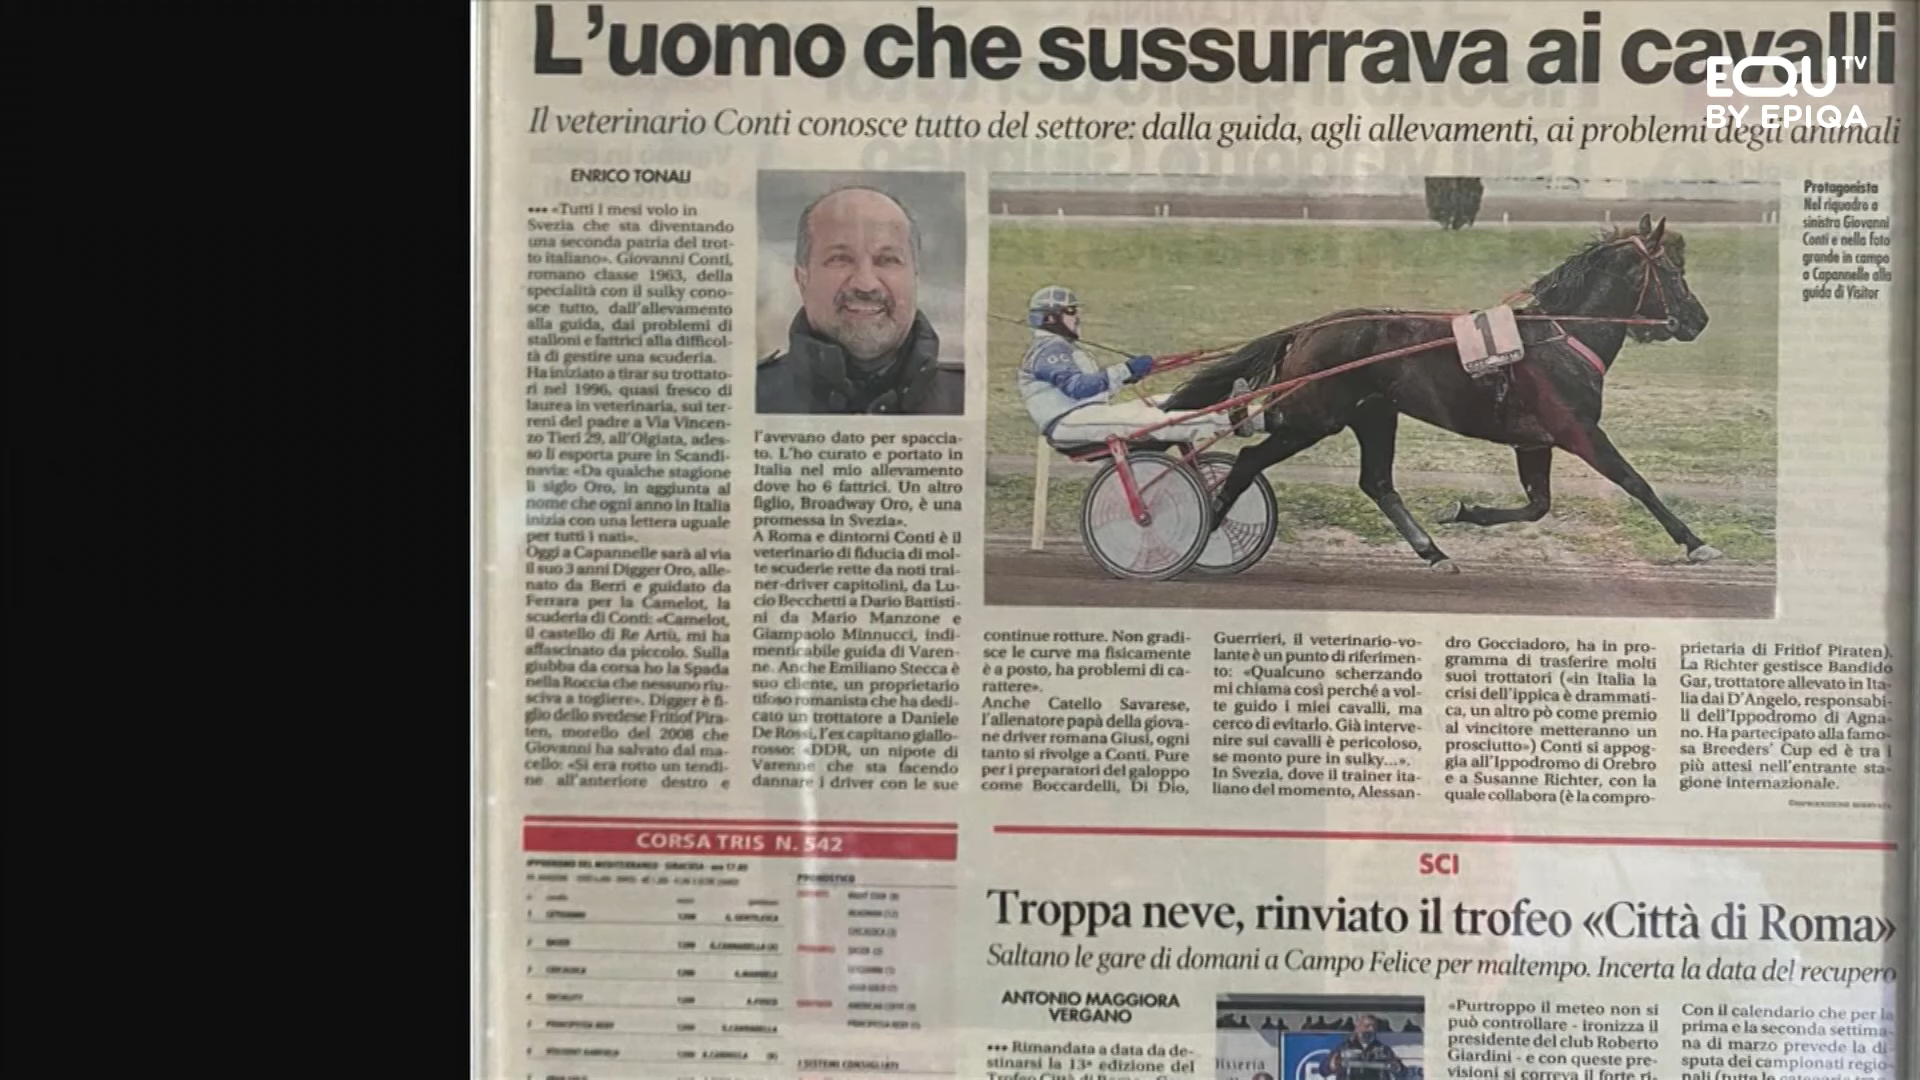 L'uomo che sussurrava ai cavalli
EQU TV
BY EPIQA
Il veterinario Conti conosce tutto del settore: dalla guida, agli allevamenti, ai problemi degli animali
ENRICO TONALI
••• «Tutti i mesi volo in
Svezia che sta diventando
una seconda patria del trot-
to italiano». Giovanni Conti,
romano classe 1963, della
specialità con il sulky cono-
sce tutto, dall'allevamento
alla guida, dai problemi di
stalloni e fattrici alla difficol-
tà di gestire una scuderia.
Ha iniziato a tirar su trottato-
ri nel 1996, quasi fresco di
laurea in veterinaria, sui ter-
reni del padre a Via Vincen-
zo Tieri 29, all'Olgiata, ades-
so li esporta pure in Scandi-
navia: «Da qualche stagione
li siglo Oro, in aggiunta al
nome che ogni anno in Italia
inizia con una lettera uguale
per tutti i nati».
Oggi a Capannelle sarà al via
il suo 3 anni Digger Oro, alle-
nato da Berri e guidato da
Ferrara per la Camelot, la
scuderia di Conti: «Camelot,
il castello di Re Artù, mi ha
affascinato da piccolo. Sulla
giubba da corsa ho la Spada
nella Roccia che nessuno riu-
sciva a togliere». Digger è fi-
glio dello svedese Fritiof Pira-
ten, morello del 2008 che
Giovanni ha salvato dal ma-
cello: «Si era rotto un tendi-
ne all'anteriore destro e
l'avevano dato per spaccia-
to. L'ho curato e portato in
Italia nel mio allevamento
dove ho 6 fattrici. Un altro
figlio, Broadway Oro, è una
promessa in Svezia».
A Roma e dintorni Conti è il
veterinario di fiducia di mol-
te scuderie rette da noti trai-
ner-driver capitolini, da Lu-
cio Becchetti a Dario Battisti-
ni da Mario Manzone e
Giampaolo Minnucci, indi-
menticabile guida di Varen-
ne. Anche Emiliano Stecca è
suo cliente, un proprietario
tifoso romanista che ha dedi-
cato un trottatore a Daniele
De Rossi, l'ex capitano giallo-
rosso: «DDR, un nipote di
Varenne che sta facendo
dannare i driver con le sue
Protagonista
Nel riquadro a
sinistra Giovanni
Conti e nella foto
grande in campo
a Capannelle alla
guida di Visitor
G C
1
continue rotture. Non gradi-
sce le curve ma fisicamente
è a posto, ha problemi di ca-
rattere».
Anche Catello Savarese,
l'allenatore papà della giova-
ne driver romana Giusi, ogni
tanto si rivolge a Conti. Pure
per i preparatori del galoppo
come Boccardelli, Di Dio,
Guerrieri, il veterinario-vo-
lante è un punto di riferimen-
to: «Qualcuno scherzando
mi chiama così perché a vol-
te guido i miei cavalli, ma
cerco di evitarlo. Già interve-
nire sui cavalli è pericoloso,
se monto pure in sulky...».
In Svezia, dove il trainer ita-
liano del momento, Alessan-
dro Gocciadoro, ha in pro-
gramma di trasferire molti
suoi trottatori («in Italia la
crisi dell'ippica è drammati-
ca, un altro pò come premio
al vincitore metteranno un
prosciutto») Conti si appog-
gia all'Ippodromo di Orebro
e a Susanne Richter, con la
quale collabora (è la compro-
prietaria di Fritiof Piraten).
La Richter gestisce Bandido
Gar, trottatore allevato in Ita-
lia dai D'Angelo, responsabi-
li dell'Ippodromo di Agna-
no. Ha partecipato alla famo-
sa Breeders' Cup ed è tra i
più attesi nell'entrante sta-
gione internazionale.
CORSA TRIS N. 542
PRONOSTICO
SCI
Troppa neve, rinviato il trofeo «Città di Roma»
Saltano le gare di domani a Campo Felice per maltempo. Incerta la data del recupero
ANTONIO MAGGIORA
VERGANO
••• Rimandata a data da de-
stinarsi la 13ª edizione del
«Purtroppo il meteo non si
può controllare - ironizza il
presidente del club Roberto
Giardini - e con queste pre-
visioni si correva il forte ri-
Con il calendario che per la
prima e la seconda settima-
na di marzo prevede la di-
sputa dei campionati regio-